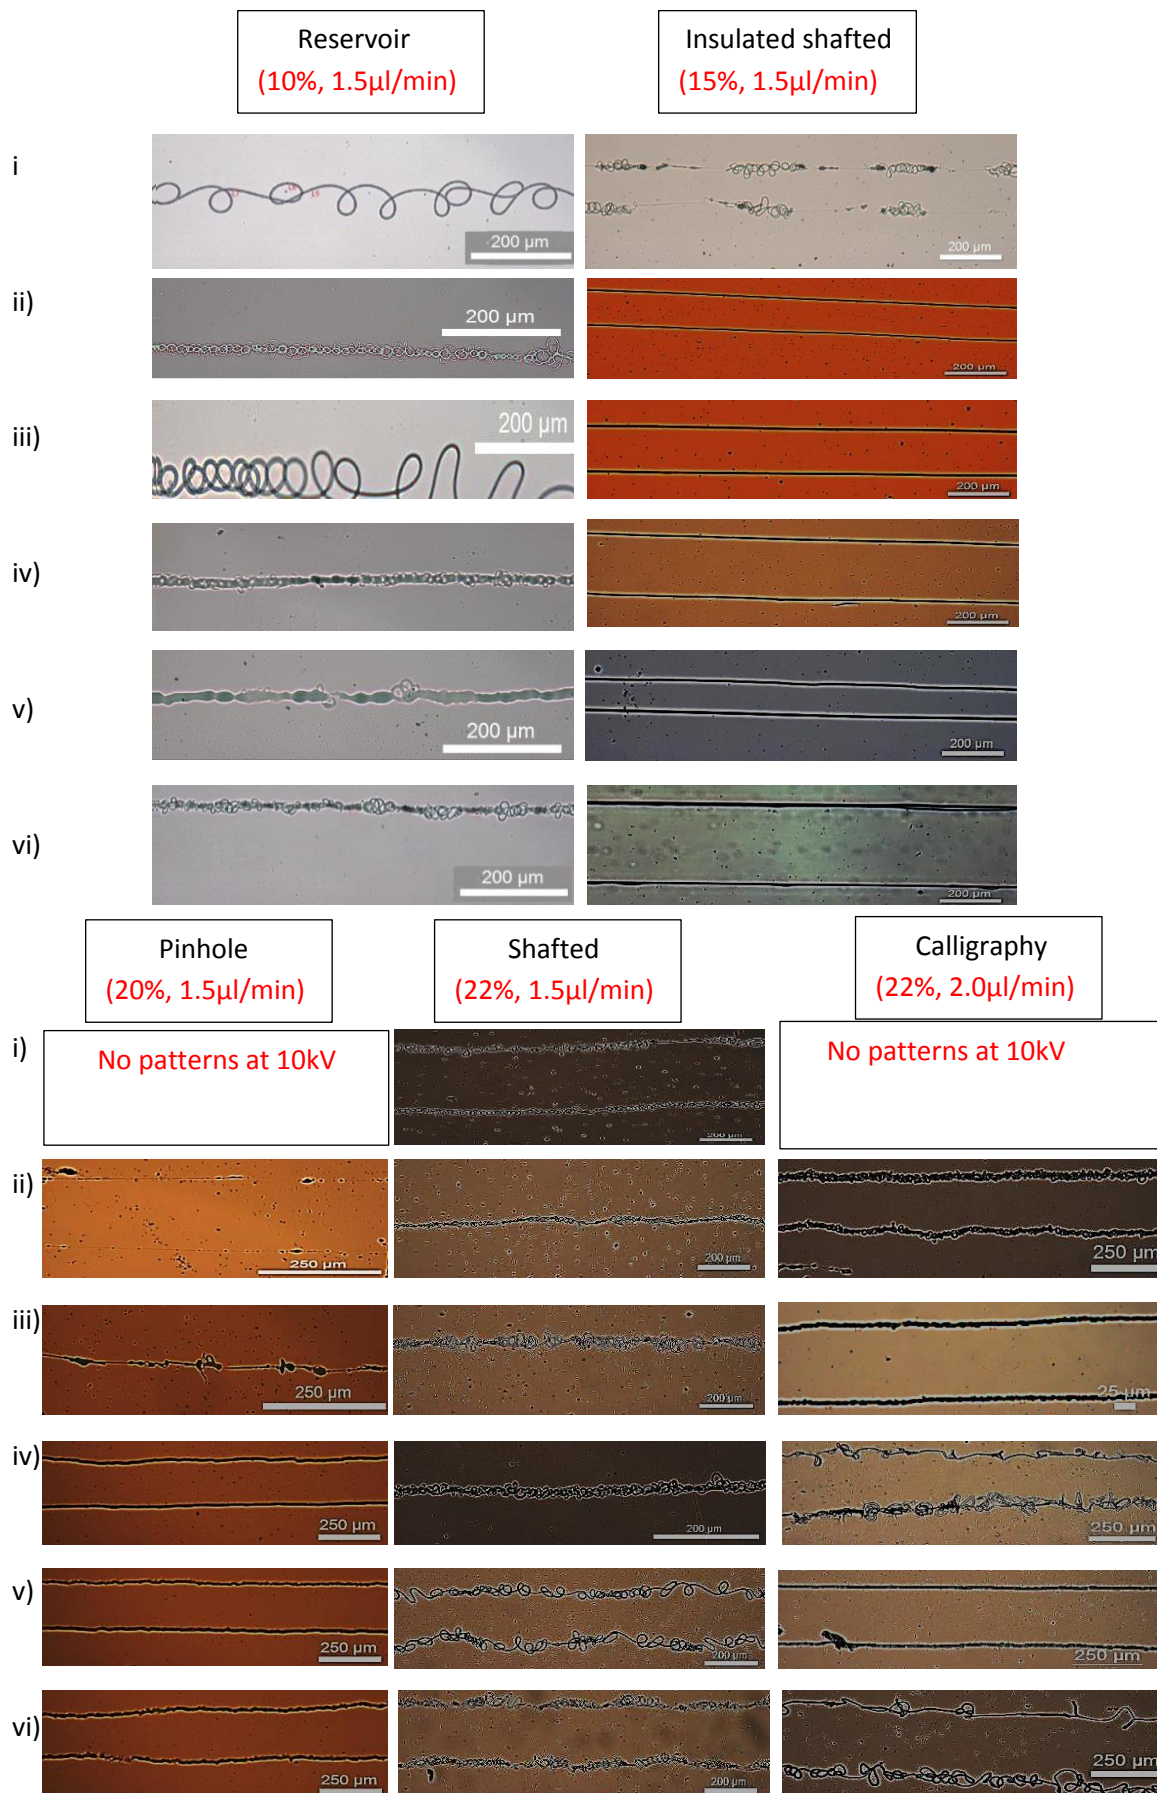 Reservoir
(10%, 1.5µl/min)
Insulated shafted
(15%, 1.5µl/min)
i
200 µm
200 µm
ii)
200 µm
200 µm
iii)
200 µm
200 µm
iv)
200 µm
v)
200 µm
200 µm
vi)
200 µm
200 µm
Pinhole
(20%, 1.5µl/min)
Shafted
(22%, 1.5µl/min)
Calligraphy
(22%, 2.0µl/min)
i)
No patterns at 10kV
200 µm
No patterns at 10kV
ii)
250 µm
200 µm
250 µm
iii)
250 µm
200 µm
25 µm
iv)
250 µm
200 µm
250 µm
v)
250 µm
200 µm
250 µm
vi)
250 µm
200 µm
250 µm